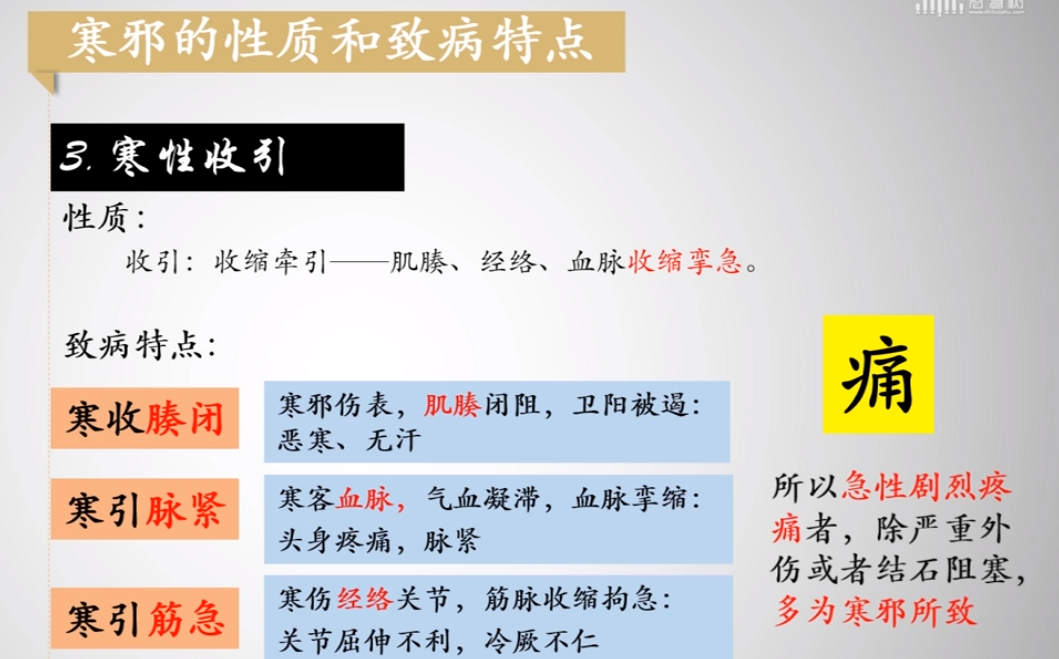 寒邪的性质和致病特点
3. 寒性收引
性质：
收引：收缩牵引——肌腠、经络、血脉收缩挛急。
致病特点：
寒收腠闭
寒邪伤表，肌腠闭阻，卫阳被遏：
恶寒、无汗
寒引脉紧
寒客血脉，气血凝滞，血脉挛缩：
头身疼痛，脉紧
寒引筋急
寒伤经络关节，筋脉收缩拘急：
关节屈伸不利，冷厥不仁
痛
所以急性剧烈疼
痛者，除严重外
伤或者结石阻塞，
多为寒邪所致